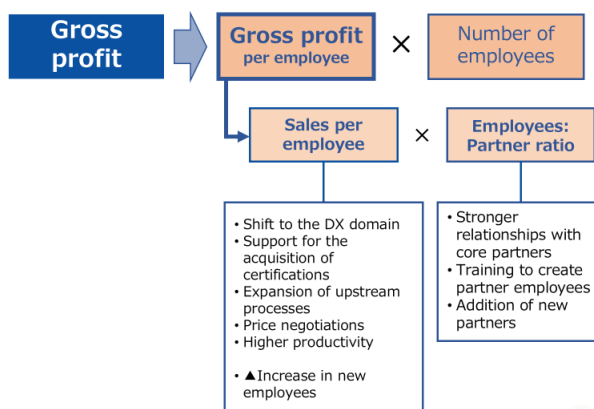 Gross
profit
Gross profit
per employee
×
Number of
employees
Sales per
employee
×
Employees:
Partner ratio
• Shift to the DX domain
• Support for the
acquisition of
certifications
• Expansion of upstream
processes
• Price negotiations
• Higher productivity
• ▲Increase in new
employees
• Stronger
relationships with
core partners
• Training to create
partner employees
• Addition of new
partners